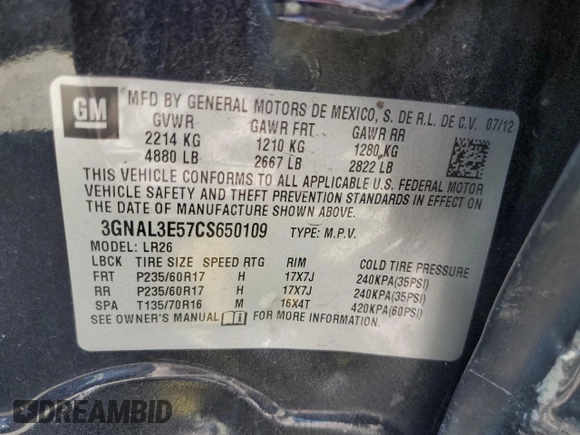 GM
MFD BY GENERAL MOTORS DE MEXICO, S. DE R.L. DE C.V. 07/12
GVWR GAWR FRT GAWR RR
2214 KG 1210 KG 1280 KG
4880 LB 2667 LB 2822 LB
THIS VEHICLE CONFORMS TO ALL APPLICABLE U.S. FEDERAL MOTOR
VEHICLE SAFETY AND THEFT PREVENTION STANDARDS IN EFFECT ON
THE DATE OF MANUFACTURE SHOWN ABOVE.
3GNAL3E57CS650109 TYPE: M.P.V.
MODEL: LR26
LBCK TIRE SIZE SPEED RTG RIM COLD TIRE PRESSURE
FRT P235/60R17 H 17X7J 240KPA(35PSI)
RR P235/60R17 H 17X7J 240KPA(35PSI)
SPA T135/70R16 M 16X4T 420KPA(60PSI)
SEE OWNER'S MANUAL FOR MORE INFORMATION.
DREAMBID